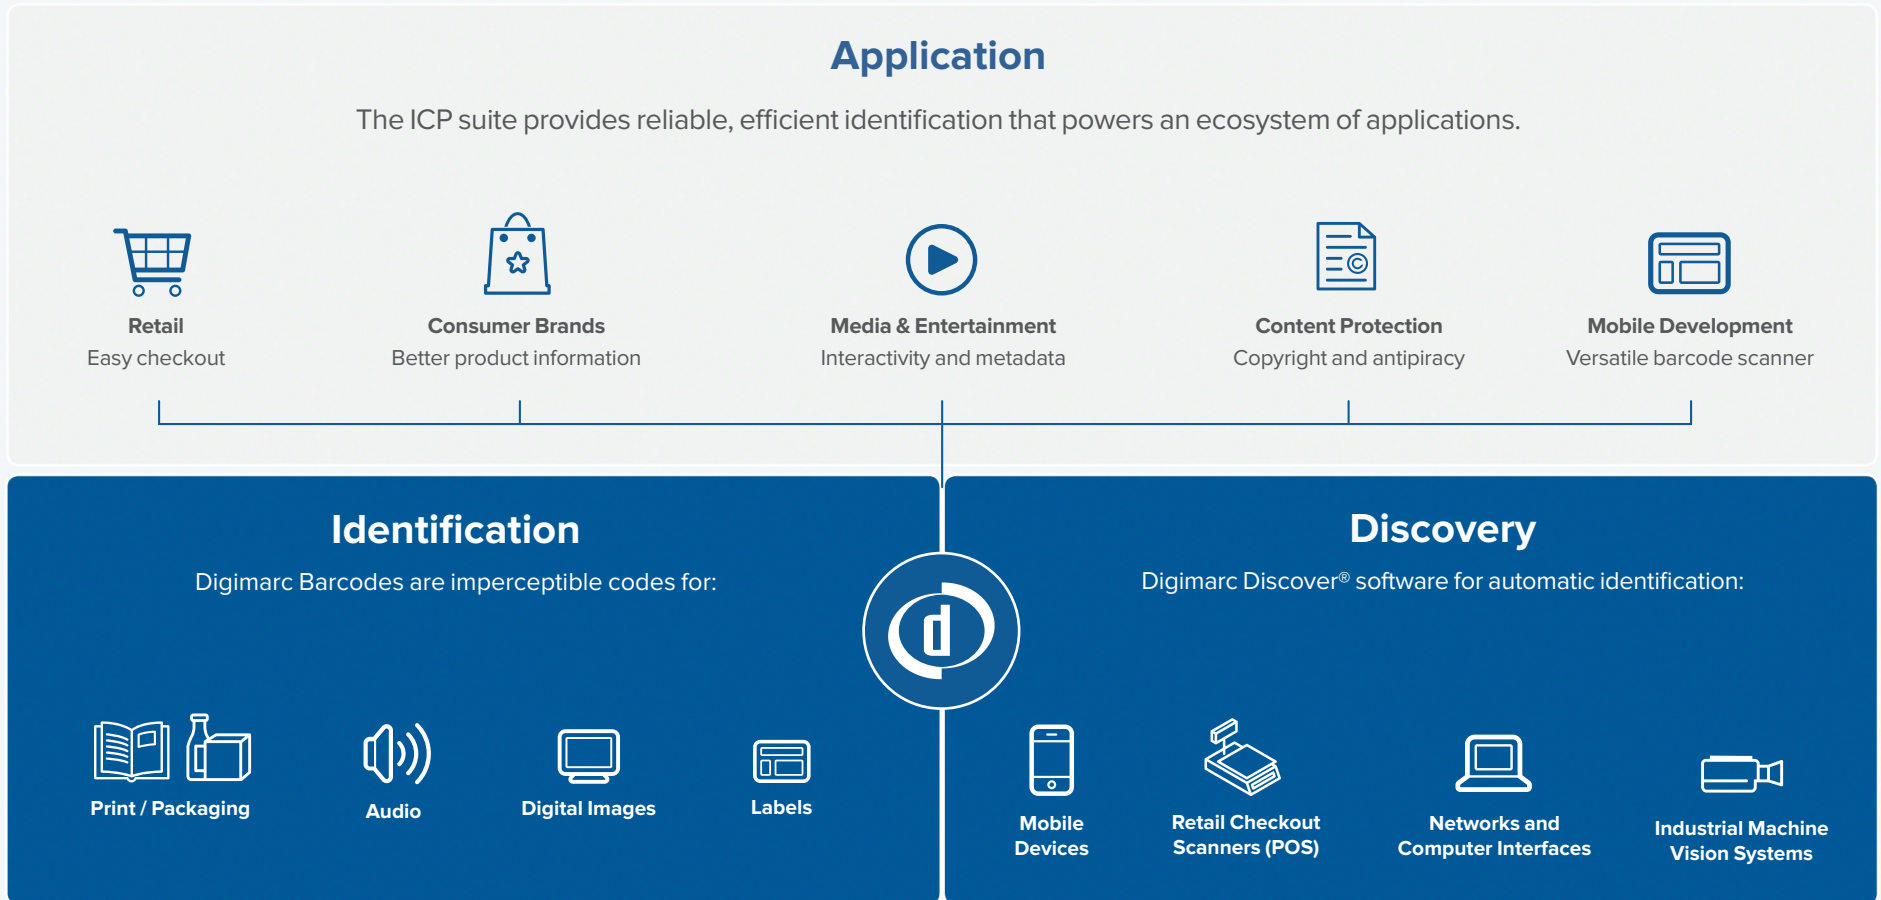 Application
The ICP suite provides reliable, efficient identification that powers an ecosystem of applications.
Retail
Easy checkout
Consumer Brands
Better product information
Media & Entertainment
Interactivity and metadata
©
Content Protection
Copyright and antipiracy
Mobile Development
Versatile barcode scanner
Identification
Digimarc Barcodes are imperceptible codes for:
Print / Packaging
Audio
Digital Images
Labels
d
Discovery
Digimarc Discover® software for automatic identification:
Mobile
Devices
Retail Checkout
Scanners (POS)
Networks and
Computer Interfaces
Industrial Machine
Vision Systems